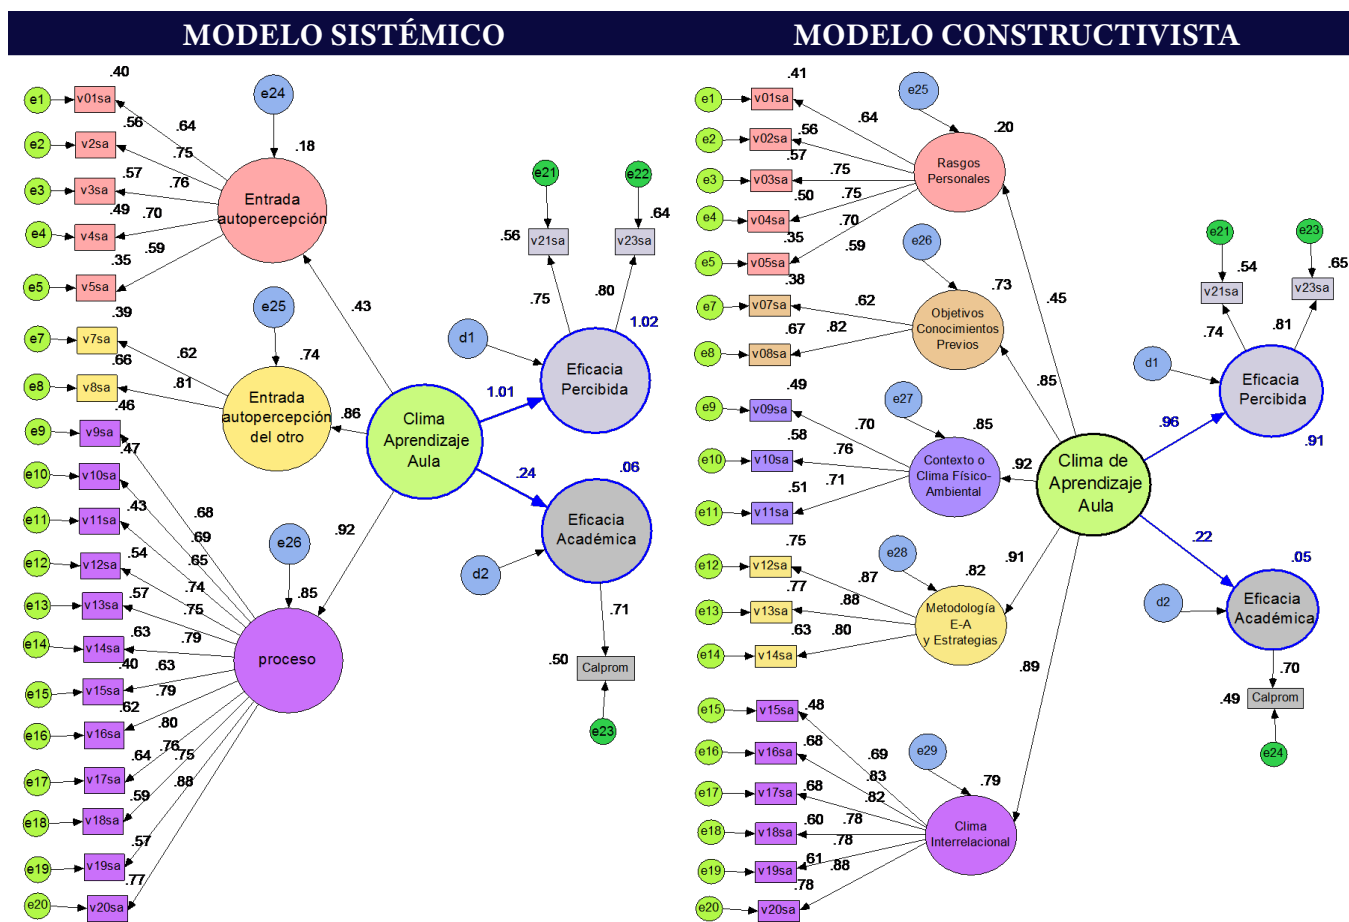 MODELO SISTÉMICO
.40
e1
v01sa
e24
.56
.64
e2
v2sa
.75
.18
.57
.76
e3
v3sa
Entrada
autopercepción
.49
.70
e4
v4sa
.35
.59
e5
v5sa
.39
e25
.43
e7
v7sa
.74
.66
.62
e8
v8sa
.81
Entrada
autopercepción
del otro
.46
.86
e9
v9sa
.47
e10
v10sa
.43
.68
e11
v11sa
.69
.65
e26
.92
.54
e12
v12sa
.74
.57
.75
.85
e13
v13sa
.79
.63
e14
v14sa
proceso
.40
.63
e15
v15sa
.79
.62
e16
v16sa
.80
.64
.76
.75
e17
v17sa
.88
.59
e18
v18sa
.57
e19
v19sa
.77
e20
v20sa
Clima
Aprendizaje
Aula
e21
e22
.56
v21sa
v23sa
.64
.75
.80
d1
1.02
Eficacia
Percibida
1.01
.24
.06
Eficacia
Académica
d2
.71
.50
Calprom
e23
MODELO CONSTRUCTIVISTA
.41
e1
v01sa
e25
.64
.20
.56
e2
v02sa
.57
.75
Rasgos
Personales
e3
v03sa
.50
.75
e4
v04sa
.70
.35
.59
e5
v05sa
e26
.38
.73
e7
v07sa
.62
.45
.67
.82
Objetivos
Conocimientos
Previos
e8
v08sa
.85
.49
e27
e9
v09sa
.70
.85
.58
.76
e10
v10sa
Contexto o
Clima Físico-
Ambiental
.92
.51
.71
e11
v11sa
.75
e28
.91
e12
v12sa
.87
.82
.77
.88
e13
v13sa
Metodología
E-A
y Estrategias
.63
.80
e14
v14sa
.89
e15
v15sa
.48
e16
v16sa
.68
.69
e29
.83
.79
e17
v17sa
.68
.82
e18
v18sa
.60
.78
.78
Clima
Interrelacional
e19
v19sa
.61
.88
.78
e20
v20sa
Clima de
Aprendizaje
Aula
e21
e23
.54
.65
v21sa
v23sa
.74
.81
d1
Eficacia
Percibida
.96
.91
.22
.05
d2
Eficacia
Académica
.70
.49
Calprom
e24